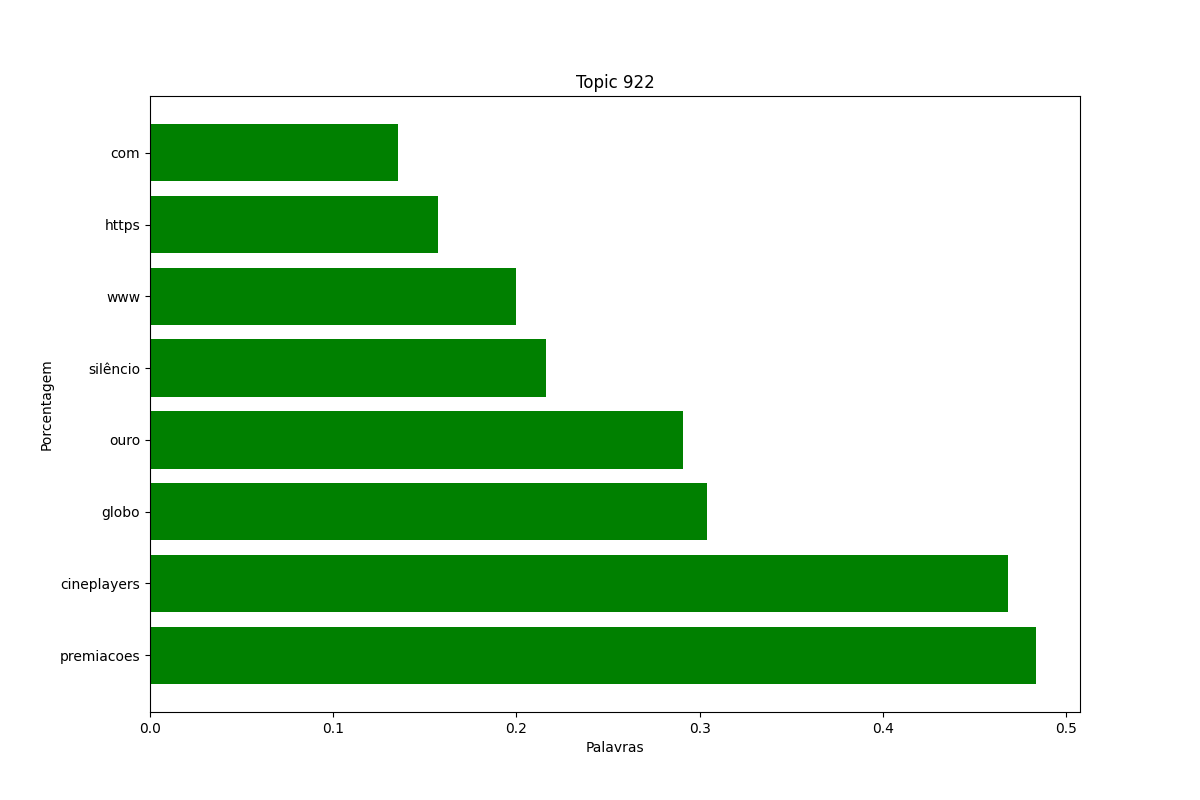 Topic 922
com
https
www
silêncio
ouro
globo
cineplayers
premiacoes
Porcentagem
0.0 0.1 0.2 0.3 0.4 0.5
Palavras